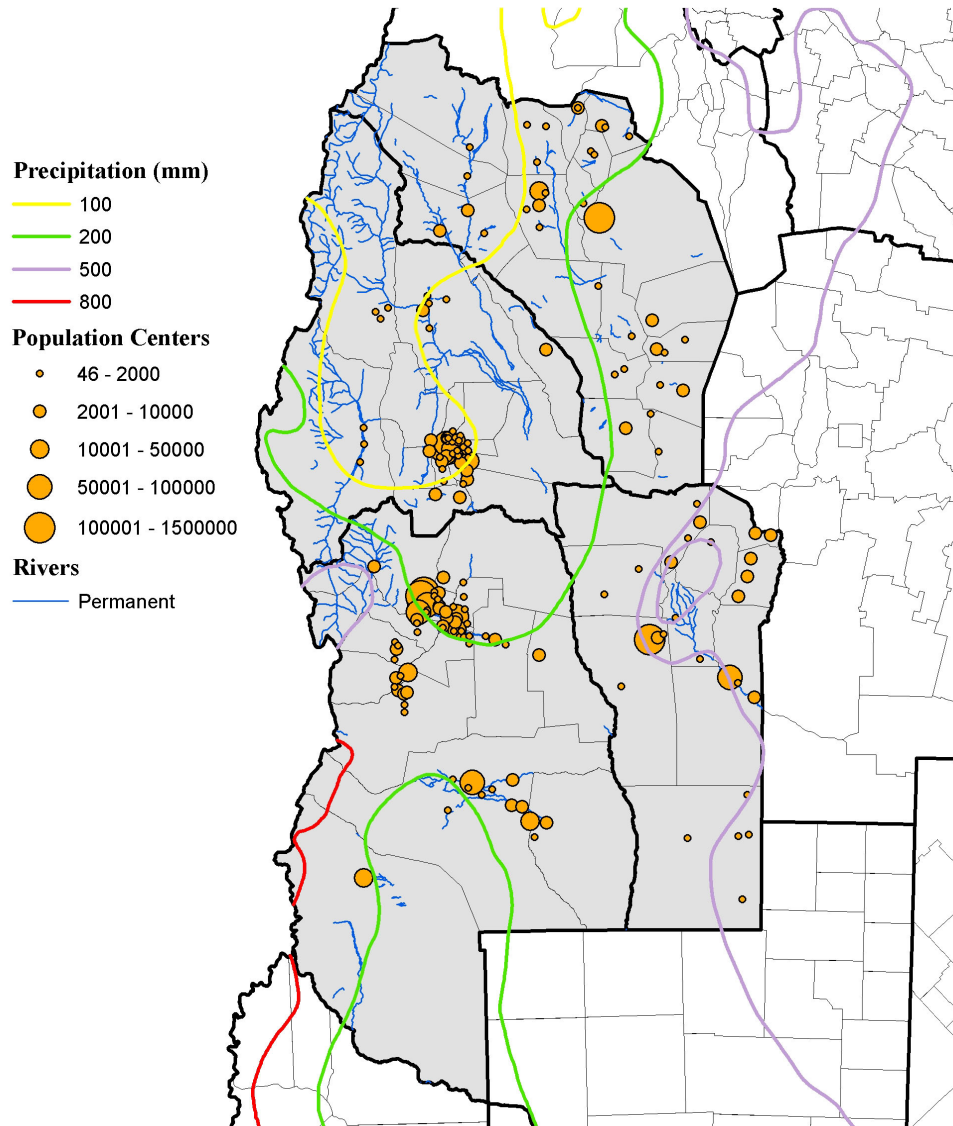 Precipitation (mm)
100
200
500
800
Population Centers
46 - 2000
2001 - 10000
10001 - 50000
50001 - 100000
100001 - 1500000
Rivers
Permanent